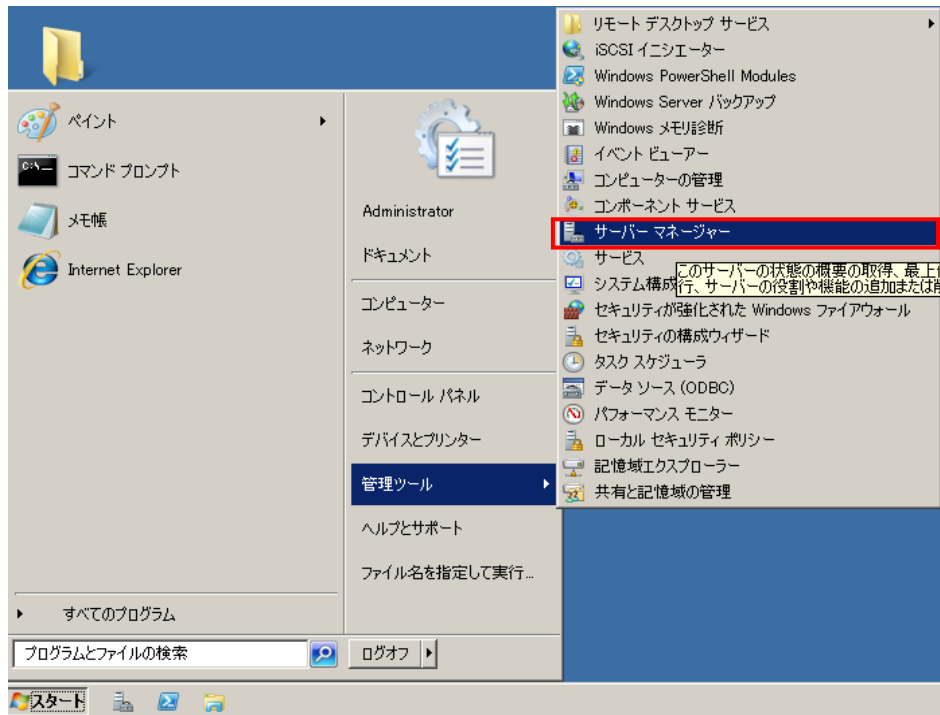 ペイント
コマンド プロンプト
メモ帳
Internet Explorer
すべてのプログラム
プログラムとファイルの検索
Administrator
ドキュメント
コンピューター
ネットワーク
コントロール パネル
デバイスとプリンター
管理ツール
ヘルプとサポート
ファイル名を指定して実行...
ログオフ
リモート デスクトップ サービス
iSCSI イニシエーター
Windows PowerShell Modules
Windows Server バックアップ
Windows メモリ診断
イベント ビューアー
コンピューターの管理
コンポーネント サービス
サーバー マネージャー
サービス
このサーバーの状態の概要の取得、最上
システム構成
行、サーバーの役割や機能の追加または
セキュリティが強化された Windows ファイアウォール
セキュリティの構成ウィザード
タスク スケジューラ
データ ソース (ODBC)
パフォーマンス モニター
ローカル セキュリティ ポリシー
記憶域エクスプローラー
共有と記憶域の管理
スタート